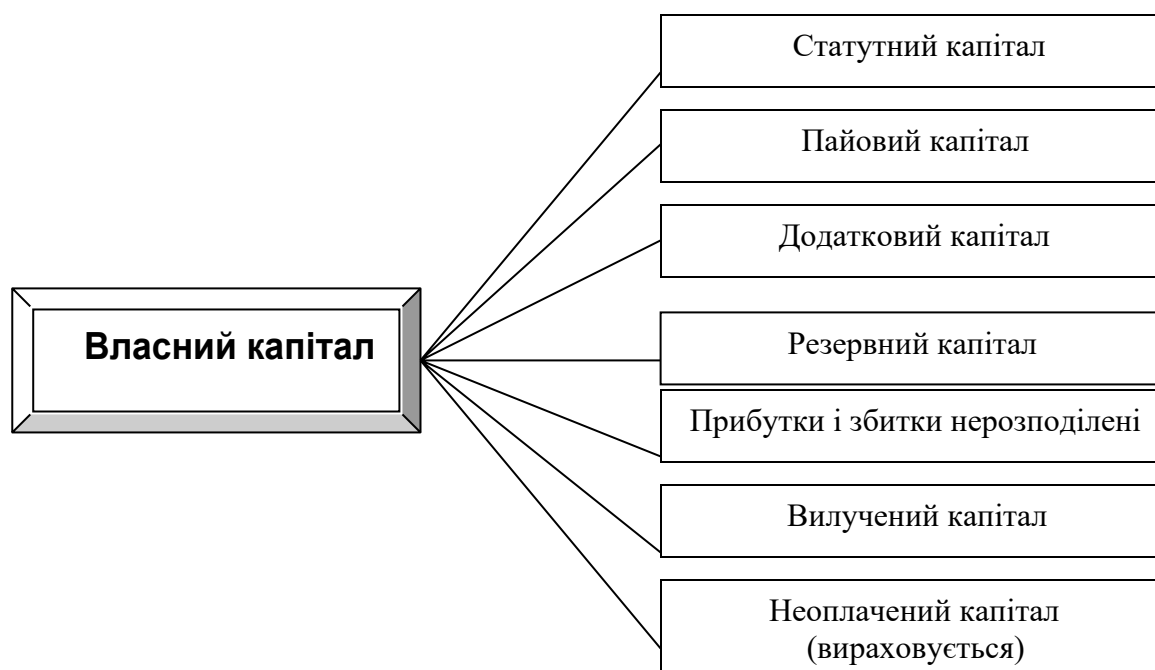 Статутний капітал
Пайовий капітал
Додатковий капітал
Власний капітал
Резервний капітал
Прибутки і збитки нерозподілені
Вилучений капітал
Неоплачений капітал
(вираховується)